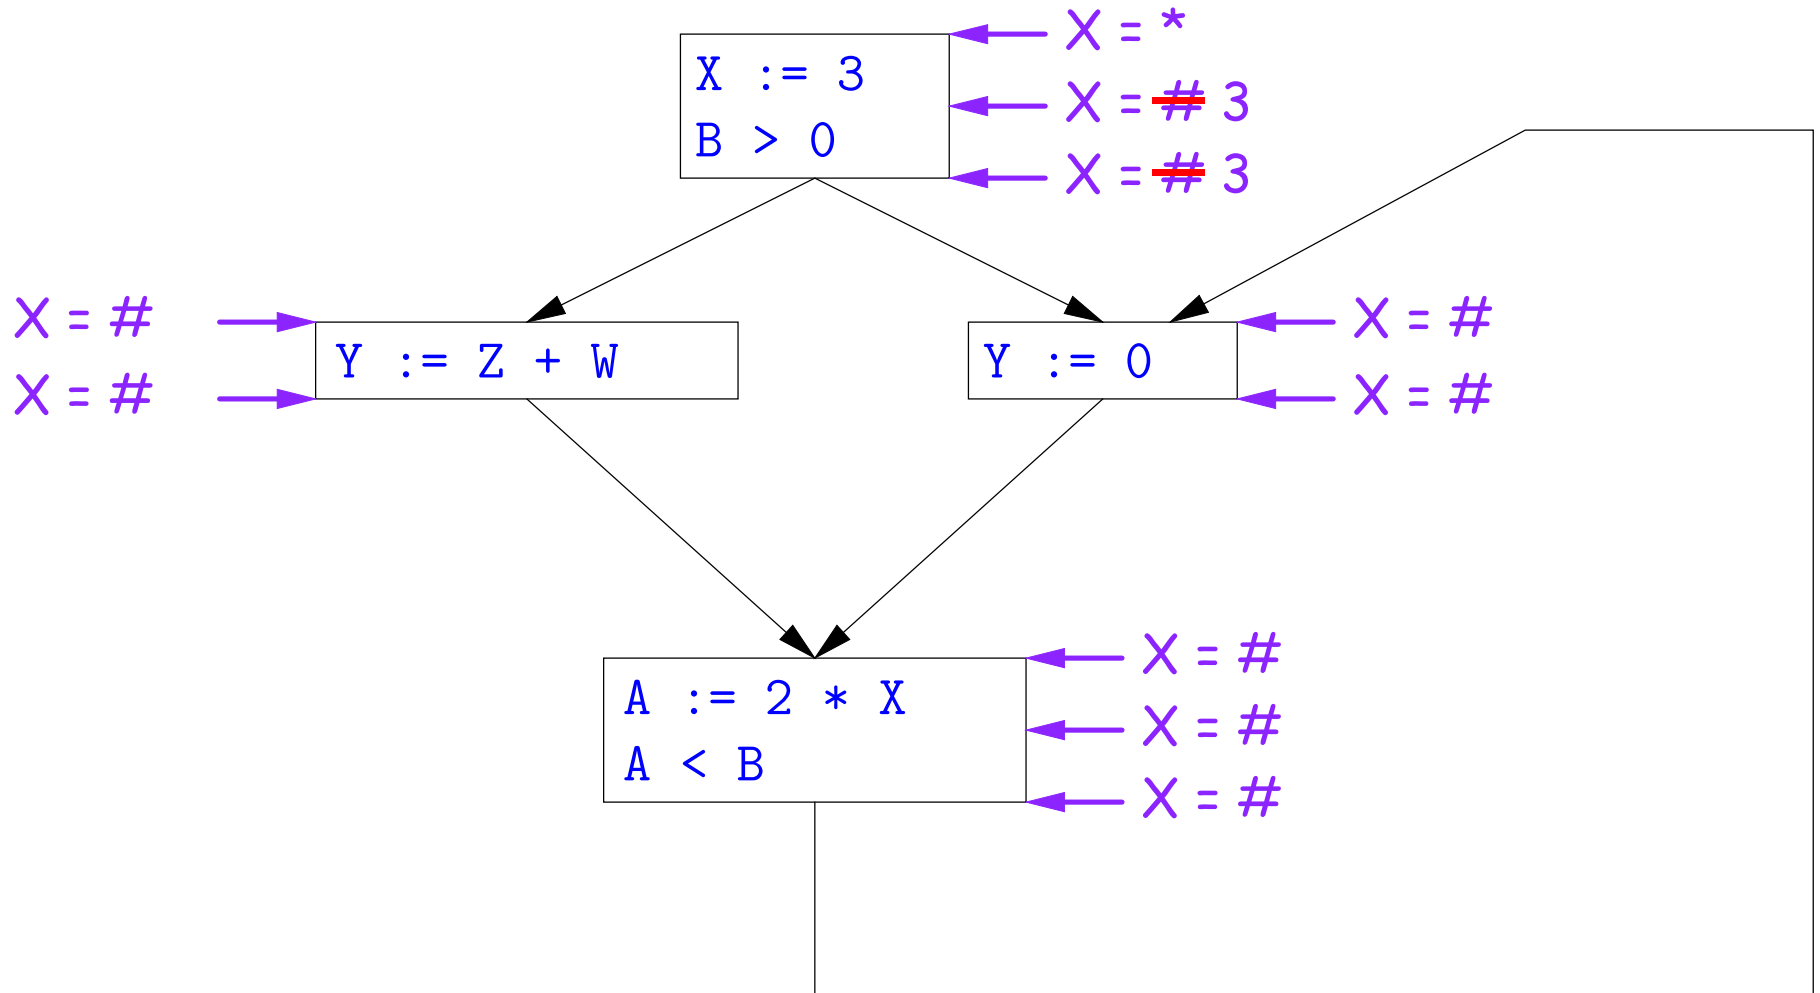 X = *
X := 3
X = # 3
B > 0
X = # 3
X = #
Y := Z + W
X = #
X = #
Y := 0
X = #
X = #
A := 2 * X
X = #
A < B
X = #